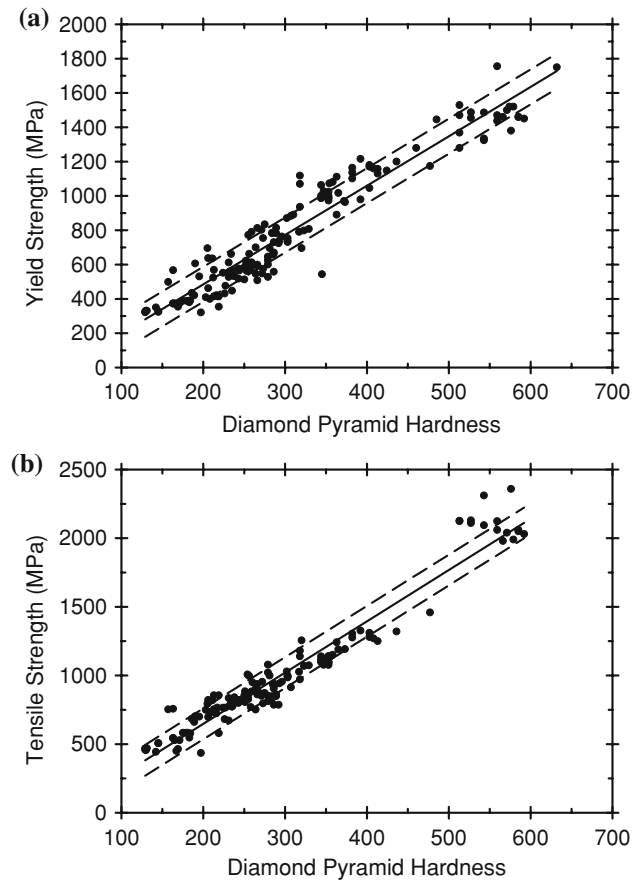 (a)
2000
1800
1600
1400
1200
1000
800
600
400
200
0
Yield Strength (MPa)
100 200 300 400 500 600 700
Diamond Pyramid Hardness
(b)
2500
2000
1500
1000
500
0
Tensile Strength (MPa)
100 200 300 400 500 600 700
Diamond Pyramid Hardness